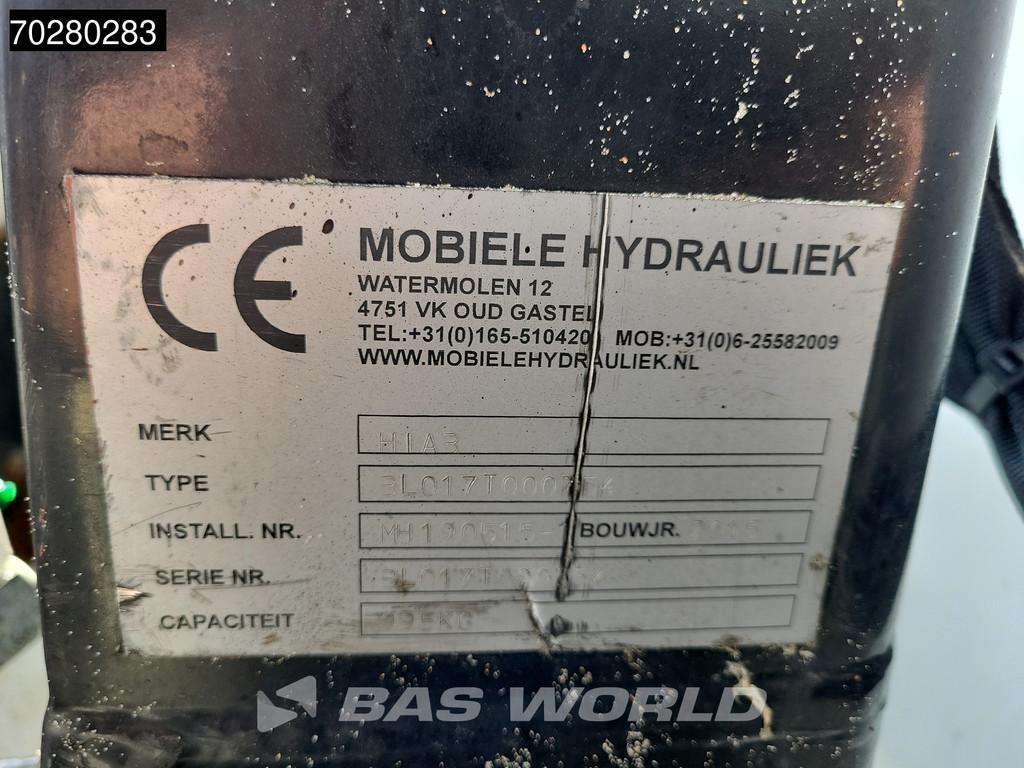 70280283
CE MOBIELE HYDRAULIEK
WATERMOLEN 12
4751 VK OUD GASTEL
TEL:+31(0)165-510420 MOB:+31(0)6-25582009
WWW.MOBIELEHYDRAULIEK.NL
MERK HIAB
TYPE
INSTALL. NR. BOUWJR.
SERIE NR.
CAPACITEIT
BAS WORLD